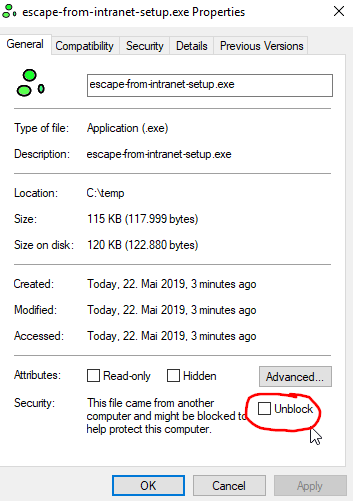 escape-from-intranet-setup.exe Properties
General Compatibility Security Details Previous Versions
escape-from-intranet-setup.exe
Type of file: Application (.exe)
Description: escape-from-intranet-setup.exe
Location: C:\temp
Size: 115 KB (117.999 bytes)
Size on disk: 120 KB (122.880 bytes)
Created: Today, 22. Mai 2019, 3 minutes ago
Modified: Today, 22. Mai 2019, 3 minutes ago
Accessed: Today, 22. Mai 2019, 3 minutes ago
Attributes: Read-only Hidden Advanced...
Security: This file came from another
computer and might be blocked to
help protect this computer.
Unblock
OK Cancel Apply